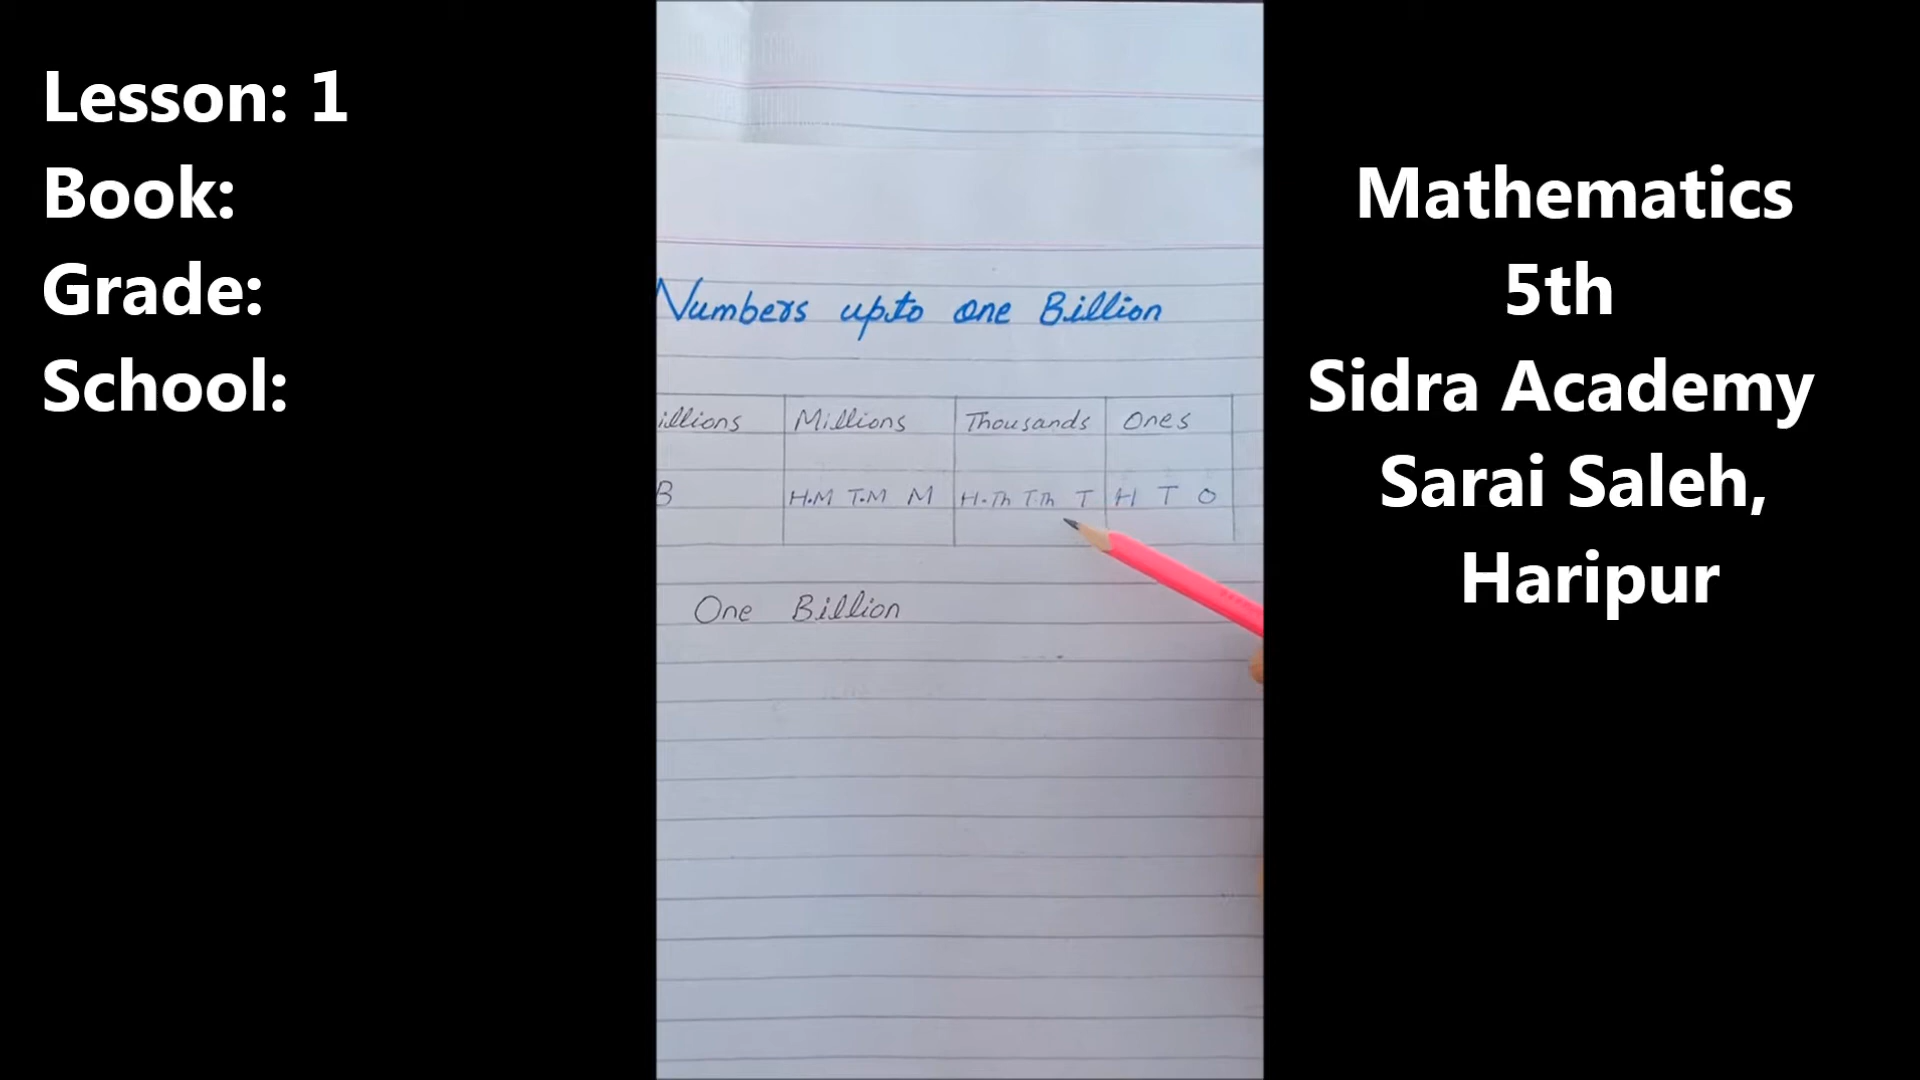 Lesson: 1
Book:
Grade:
School:
Numbers upto one Billion
illions Millions Thousands Ones
B H.M T.M M H.Th T.Th T H T O
One Billion
Mathematics
5th
Sidra Academy
Sarai Saleh,
Haripur